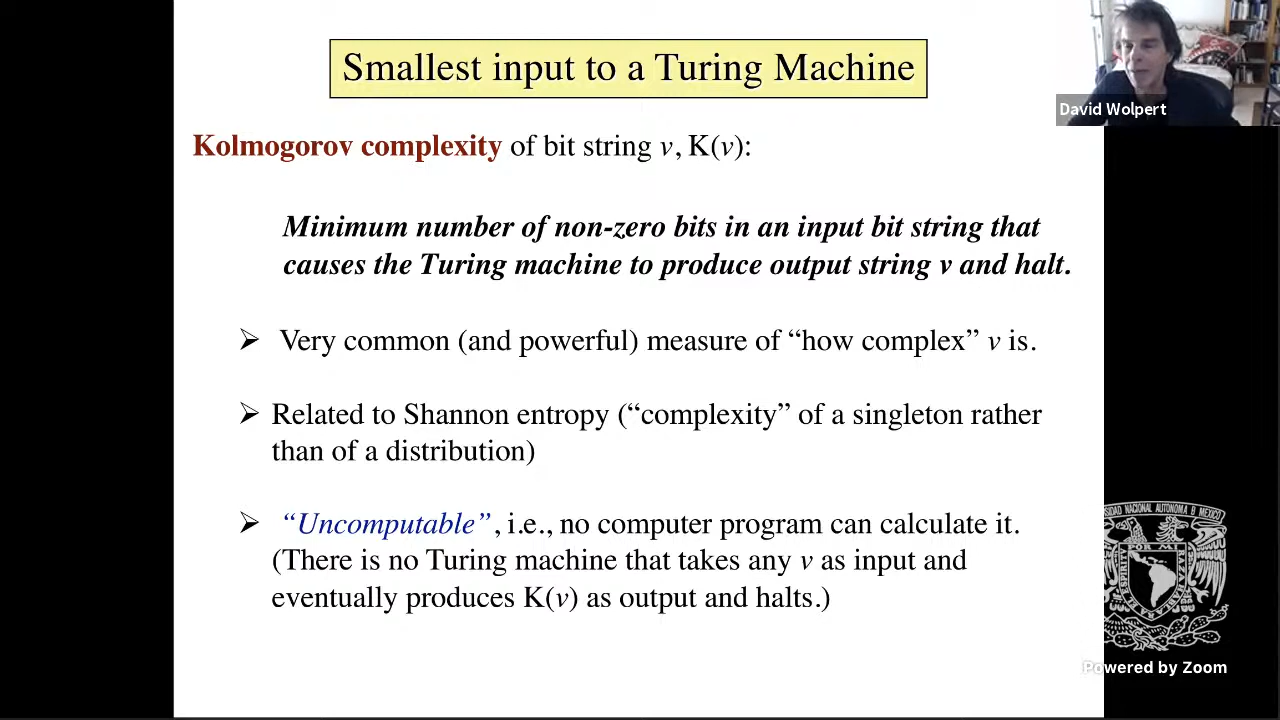 Smallest input to a Turing Machine
David Wolpert
Kolmogorov complexity of bit string v, K(v):
Minimum number of non-zero bits in an input bit string that
causes the Turing machine to produce output string v and halt.
➢ Very common (and powerful) measure of “how complex” v is.
➢ Related to Shannon entropy (“complexity” of a singleton rather
than of a distribution)
➢ “Uncomputable”, i.e., no computer program can calculate it.
(There is no Turing machine that takes any v as input and
eventually produces K(v) as output and halts.)
Powered by Zoom